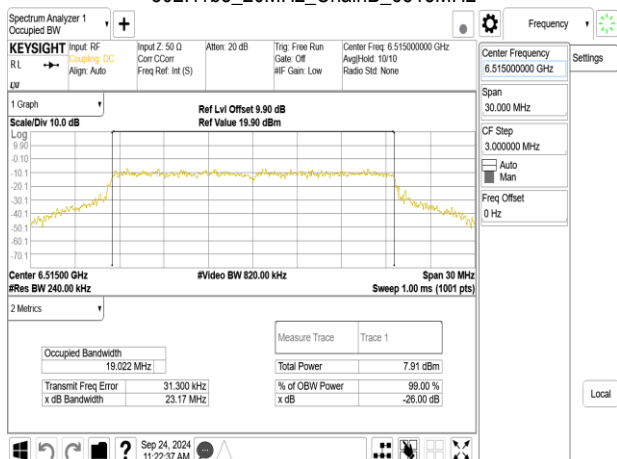 Spectrum Analyzer 1
Occupied BW
+
Frequency
KEYSIGHT
RL
Input: RF
Coupling: DC
Align: Auto
Input Z: 50 Ω
Corr CCorr
Freq Ref: Int (S)
Atten: 20 dB
Trig: Free Run
Gate: Off
#IF Gain: Low
Center Freq: 6.515000000 GHz
Avg|Hold: 10/10
Radio Std: None
Center Frequency
6.515000000 GHz
Settings
Span
30.000 MHz
CF Step
3.000000 MHz
Auto
Man
Freq Offset
0 Hz
Local
1 Graph
Scale/Div 10.0 dB
Ref Lvl Offset 9.90 dB
Ref Value 19.90 dBm
Log
9.90
-0.10
-10.1
-20.1
-30.1
-40.1
-50.1
-60.1
-70.1
Center 6.51500 GHz
#Video BW 820.00 kHz
Span 30 MHz
#Res BW 240.00 kHz
Sweep 1.00 ms (1001 pts)
2 Metrics
Measure Trace
Trace 1
Occupied Bandwidth
19.022 MHz
Total Power
7.91 dBm
Transmit Freq Error
31.300 kHz
% of OBW Power
99.00 %
x dB Bandwidth
23.17 MHz
x dB
-26.00 dB
?
Sep 24, 2024
11:22:37 AM